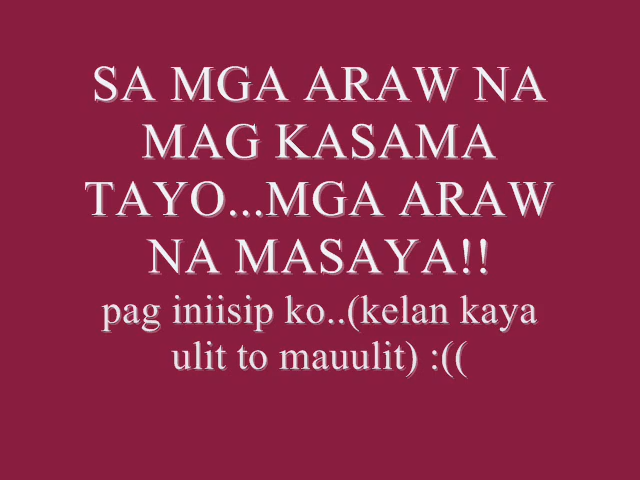 SA MGA ARAW NA
MAG KASAMA
TAYO...MGA ARAW
NA MASAYA!!
pag iniisip ko..(kelan kaya
ulit to mauulit) :((